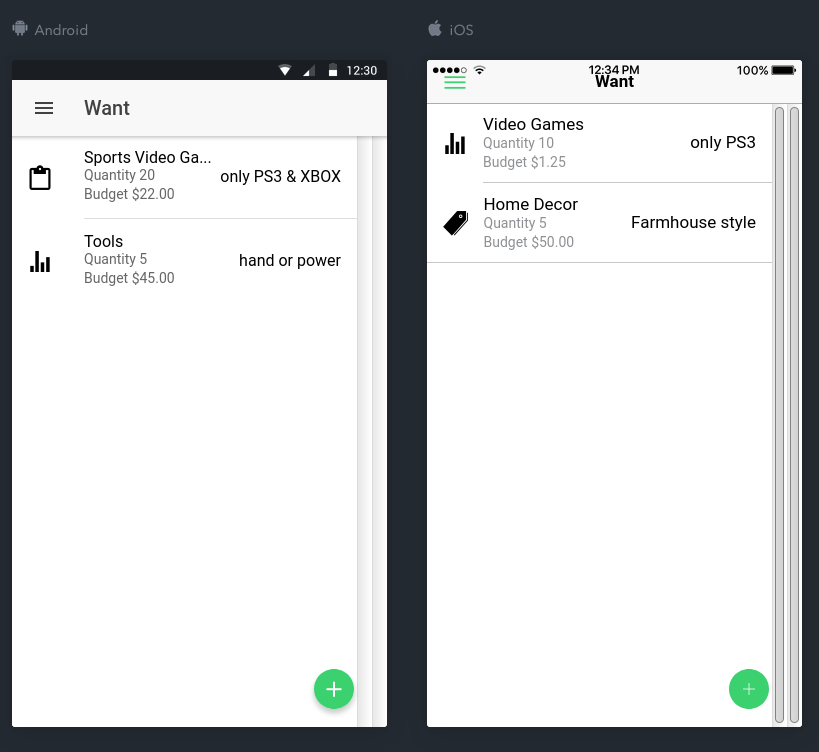 Android
12:30
Want
Sports Video Ga...
Quantity 20
Budget $22.00
only PS3 & XBOX
Tools
Quantity 5
Budget $45.00
hand or power
iOS
12:34 PM
100%
Want
Video Games
Quantity 10
Budget $1.25
only PS3
Home Decor
Quantity 5
Budget $50.00
Farmhouse style